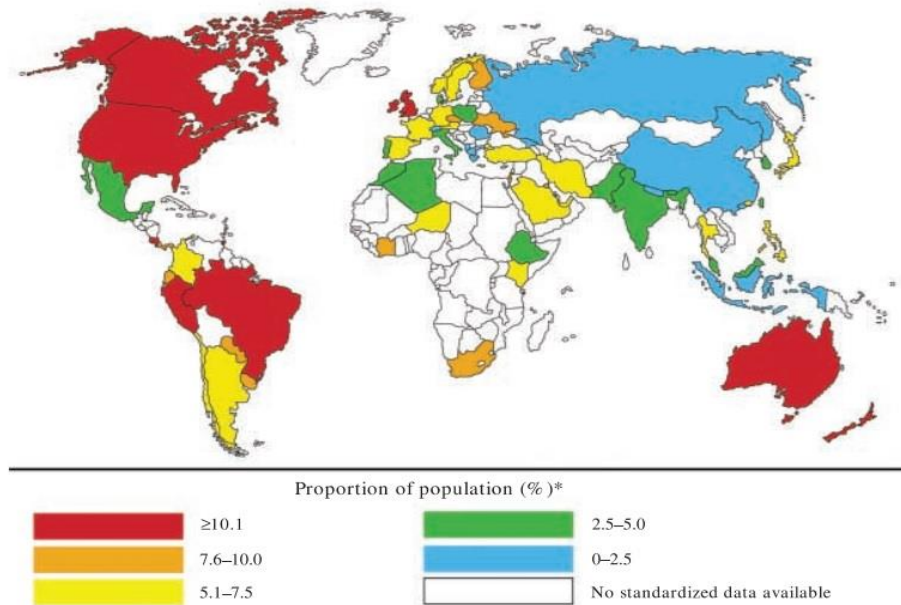 Proportion of population (%)*
≥10.1
7.6–10.0
5.1–7.5
2.5–5.0
0–2.5
No standardized data available